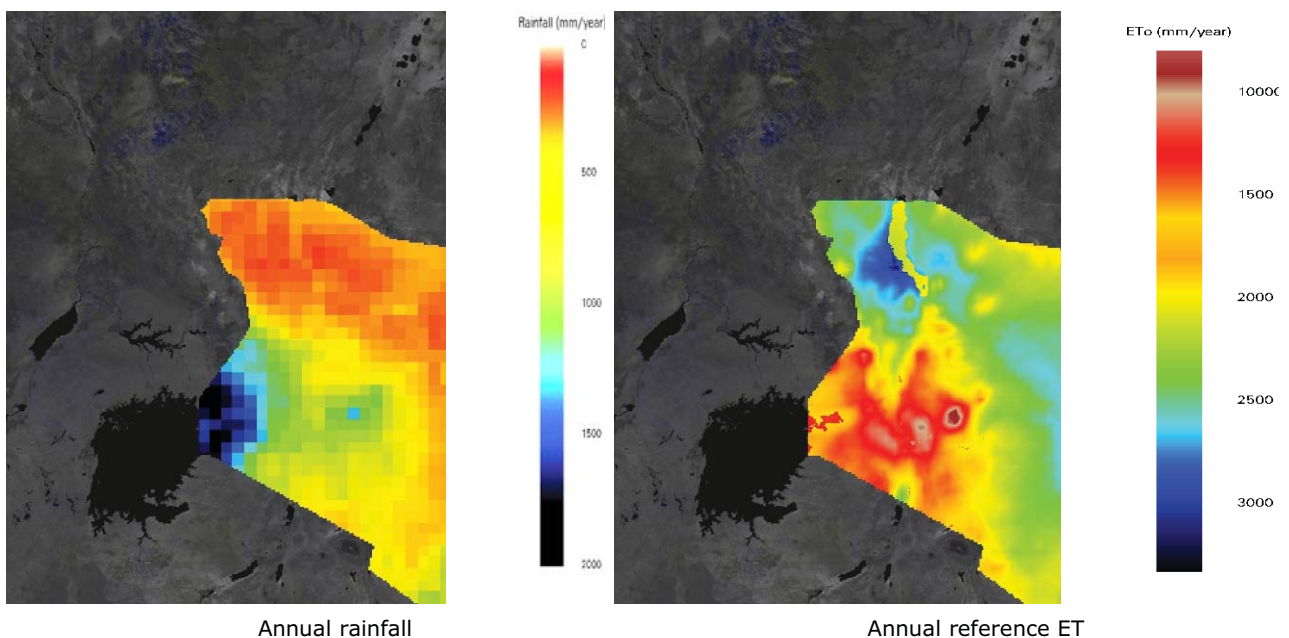 Rainfall (mm/year)
0
500
1000
1500
2000
ETo (mm/year)
10000
1500
2000
2500
3000
Annual rainfall
Annual reference ET